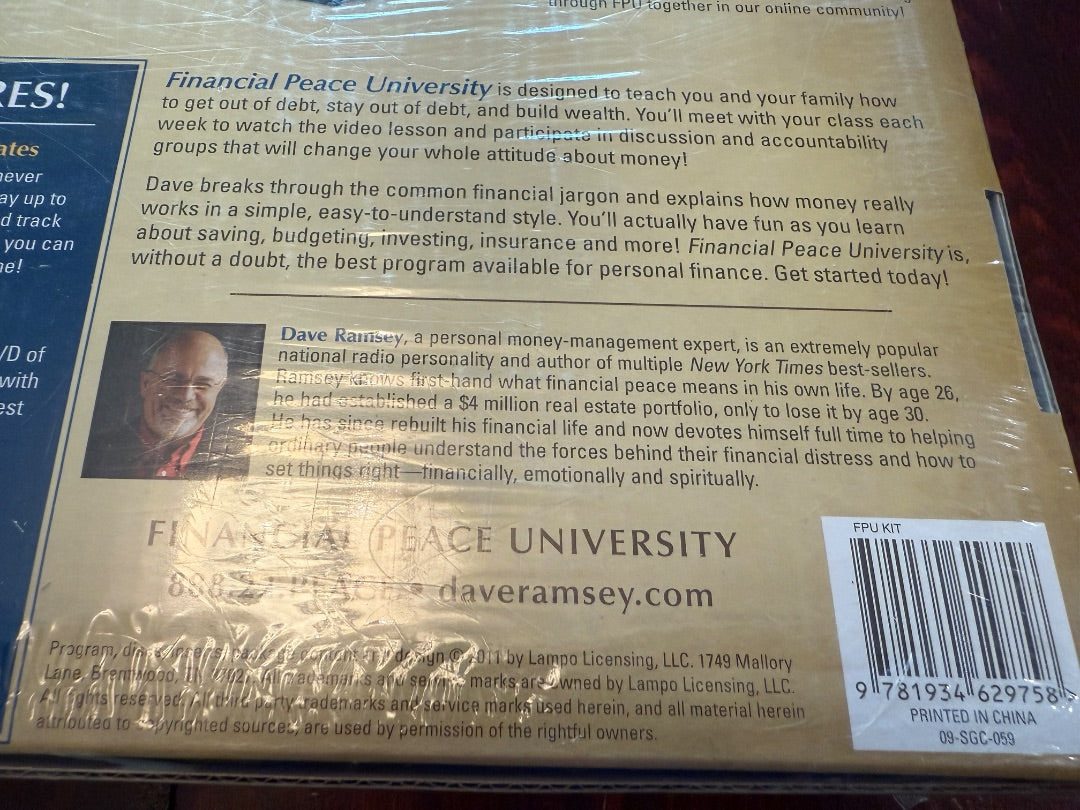 through FPU together in our online community!
RES!
ates
never
ay up to
d track
you can
ne!
VD of
with
est
Financial Peace University is designed to teach you and your family how
to get out of debt, stay out of debt, and build wealth. You'll meet with your class each
week to watch the video lesson and participate in discussion and accountability
groups that will change your whole attitude about money!
Dave breaks through the common financial jargon and explains how money really
works in a simple, easy-to-understand style. You'll actually have fun as you learn
about saving, budgeting, investing, insurance and more! Financial Peace University is,
without a doubt, the best program available for personal finance. Get started today!
Dave Ramsey, a personal money-management expert, is an extremely popular
national radio personality and author of multiple New York Times best-sellers.
Ramsey knows first-hand what financial peace means in his own life. By age 26,
he had established a $4 million real estate portfolio, only to lose it by age 30.
He has since rebuilt his financial life and now devotes himself full time to helping
ordinary people understand the forces behind their financial distress and how to
set things right—financially, emotionally and spiritually.
FINANCIAL PEACE UNIVERSITY
PEACE • daveramsey.com
Program, content and design © 2011 by Lampo Licensing, LLC. 1749 Mallory
Lane, Brentwood, All trademarks and service marks are owned by Lampo Licensing, LLC.
All rights reserved. All third party trademarks and service marks used herein, and all material herein
attributed to copyrighted sources, are used by permission of the rightful owners.
FPU KIT
9 781934 629758
PRINTED IN CHINA
09-SGC-059